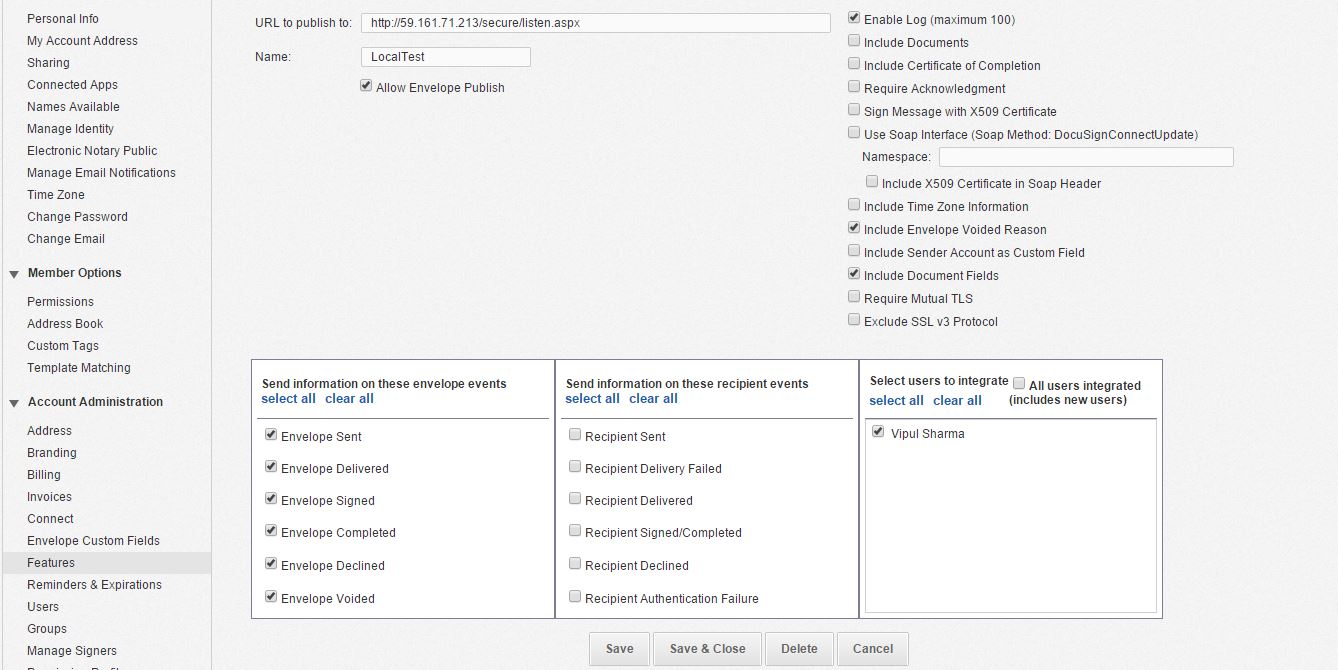 Personal Info
My Account Address
Sharing
Connected Apps
Names Available
Manage Identity
Electronic Notary Public
Manage Email Notifications
Time Zone
Change Password
Change Email
Member Options
Permissions
Address Book
Custom Tags
Template Matching
Account Administration
Address
Branding
Billing
Invoices
Connect
Envelope Custom Fields
Features
Reminders & Expirations
Users
Groups
Manage Signers
URL to publish to: http://59.161.71.213/secure/listen.aspx
Name: LocalTest
Allow Envelope Publish
Enable Log (maximum 100)
Include Documents
Include Certificate of Completion
Require Acknowledgment
Sign Message with X509 Certificate
Use Soap Interface (Soap Method: DocuSignConnectUpdate)
Namespace:
Include X509 Certificate in Soap Header
Include Time Zone Information
Include Envelope Voided Reason
Include Sender Account as Custom Field
Include Document Fields
Require Mutual TLS
Exclude SSL v3 Protocol
Send information on these envelope events
select all clear all
Envelope Sent
Envelope Delivered
Envelope Signed
Envelope Completed
Envelope Declined
Envelope Voided
Send information on these recipient events
select all clear all
Recipient Sent
Recipient Delivery Failed
Recipient Delivered
Recipient Signed/Completed
Recipient Declined
Recipient Authentication Failure
Select users to integrate
select all clear all
All users integrated
(includes new users)
Vipul Sharma
Save Save & Close Delete Cancel